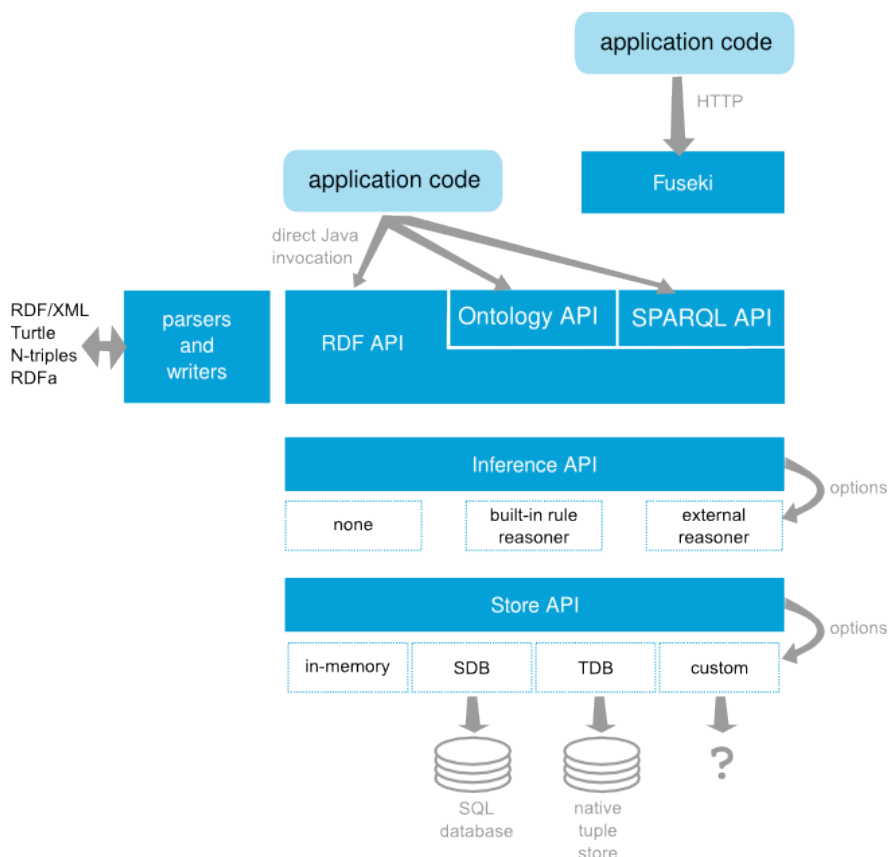 application code
HTTP
Fuseki
application code
direct Java
invocation
RDF/XML
Turtle
N-triples
RDFa
parsers
and
writers
RDF API
Ontology API
SPARQL API
Inference API
options
none
built-in rule
reasoner
external
reasoner
Store API
options
in-memory
SDB
TDB
custom
?
SQL
database
native
tuple
store